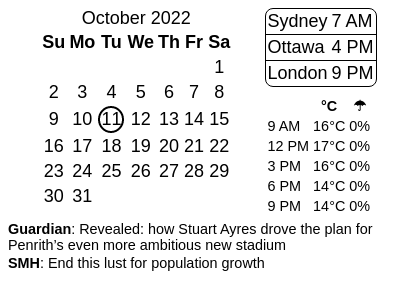 October 2022
Su Mo Tu We Th Fr Sa
1
2 3 4 5 6 7 8
9 10 11 12 13 14 15
16 17 18 19 20 21 22
23 24 25 26 27 28 29
30 31
Sydney 7 AM
Ottawa 4 PM
London 9 PM
°C ☂
9 AM 16°C 0%
12 PM 17°C 0%
3 PM 16°C 0%
6 PM 14°C 0%
9 PM 14°C 0%
Guardian: Revealed: how Stuart Ayres drove the plan for
Penrith’s even more ambitious new stadium
SMH: End this lust for population growth